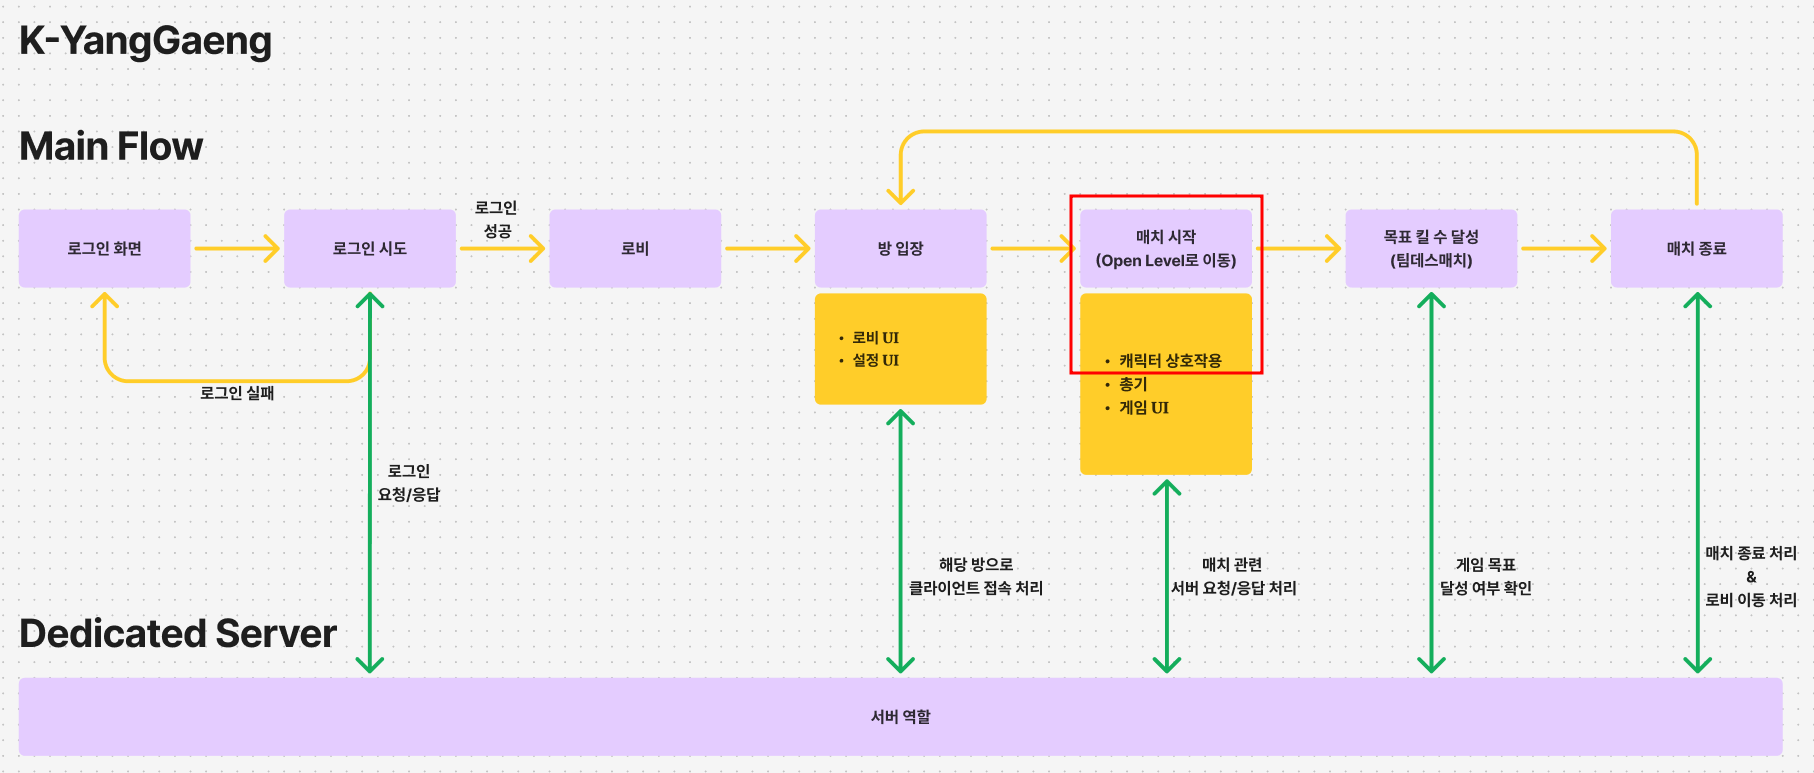 K-YangGaeng
Main Flow
로그인 화면
로그인 시도
로그인
성공
로비
방 입장
매치 시작
(Open Level로 이동)
목표 킬 수 달성
(팀데스매치)
매치 종료
• 로비 UI
• 설정 UI
• 캐릭터 상호작용
• 총기
• 게임 UI
로그인 실패
로그인
요청/응답
해당 방으로
클라이언트 접속 처리
매치 관련
서버 요청/응답 처리
게임 목표
달성 여부 확인
매치 종료 처리
&
로비 이동 처리
Dedicated Server
서버 역할